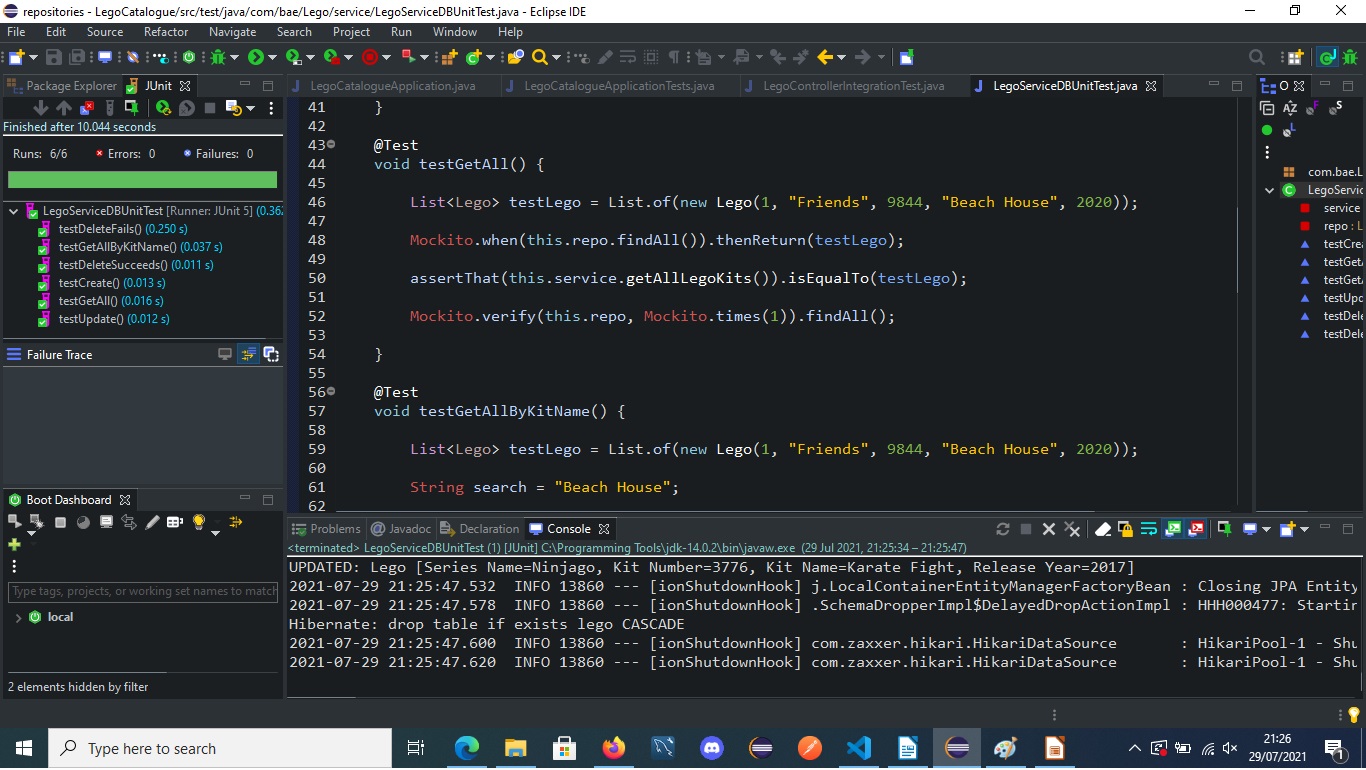 repositories - LegoCatalogue/src/test/java/com/bae/Lego/service/LegoServiceDBUnitTest.java - Eclipse IDE
File Edit Source Refactor Navigate Search Project Run Window Help
Package Explorer JUnit
Finished after 10.044 seconds
Runs: 6/6 Errors: 0 Failures: 0
LegoServiceDBUnitTest [Runner: JUnit 5] (0.362
testDeleteFails() (0.250 s)
testGetAllByKitName() (0.037 s)
testDeleteSucceeds() (0.011 s)
testCreate() (0.013 s)
testGetAll() (0.016 s)
testUpdate() (0.012 s)
Failure Trace
Boot Dashboard
Type tags, projects, or working set names to match
local
2 elements hidden by filter
LegoCatalogueApplication.java LegoCatalogueApplicationTests.java LegoControllerIntegrationTest.java LegoServiceDBUnitTest.java
41 }
42
43 @Test
44 void testGetAll() {
45
46 List<Lego> testLego = List.of(new Lego(1, "Friends", 9844, "Beach House", 2020));
47
48 Mockito.when(this.repo.findAll()).thenReturn(testLego);
49
50 assertThat(this.service.getAllLegoKits()).isEqualTo(testLego);
51
52 Mockito.verify(this.repo, Mockito.times(1)).findAll();
53
54 }
55
56 @Test
57 void testGetAllByKitName() {
58
59 List<Lego> testLego = List.of(new Lego(1, "Friends", 9844, "Beach House", 2020));
60
61 String search = "Beach House";
62
O
com.bae.L
LegoServic
service
repo : L
testCrea
testGetA
testGetA
testUpd
testDele
testDele
Problems Javadoc Declaration Console
<terminated> LegoServiceDBUnitTest (1) [JUnit] C:\Programming Tools\jdk-14.0.2\bin\javaw.exe (29 Jul 2021, 21:25:34 – 21:25:47)
UPDATED: Lego [Series Name=Ninjago, Kit Number=3776, Kit Name=Karate Fight, Release Year=2017]
2021-07-29 21:25:47.532 INFO 13860 --- [ionShutdownHook] j.LocalContainerEntityManagerFactoryBean : Closing JPA Entity
2021-07-29 21:25:47.578 INFO 13860 --- [ionShutdownHook] .SchemaDropperImpl$DelayedDropActionImpl : HHH000477: Startin
Hibernate: drop table if exists lego CASCADE
2021-07-29 21:25:47.600 INFO 13860 --- [ionShutdownHook] com.zaxxer.hikari.HikariDataSource : HikariPool-1 - Shu
2021-07-29 21:25:47.620 INFO 13860 --- [ionShutdownHook] com.zaxxer.hikari.HikariDataSource : HikariPool-1 - Shu
Type here to search
21:26
29/07/2021
1